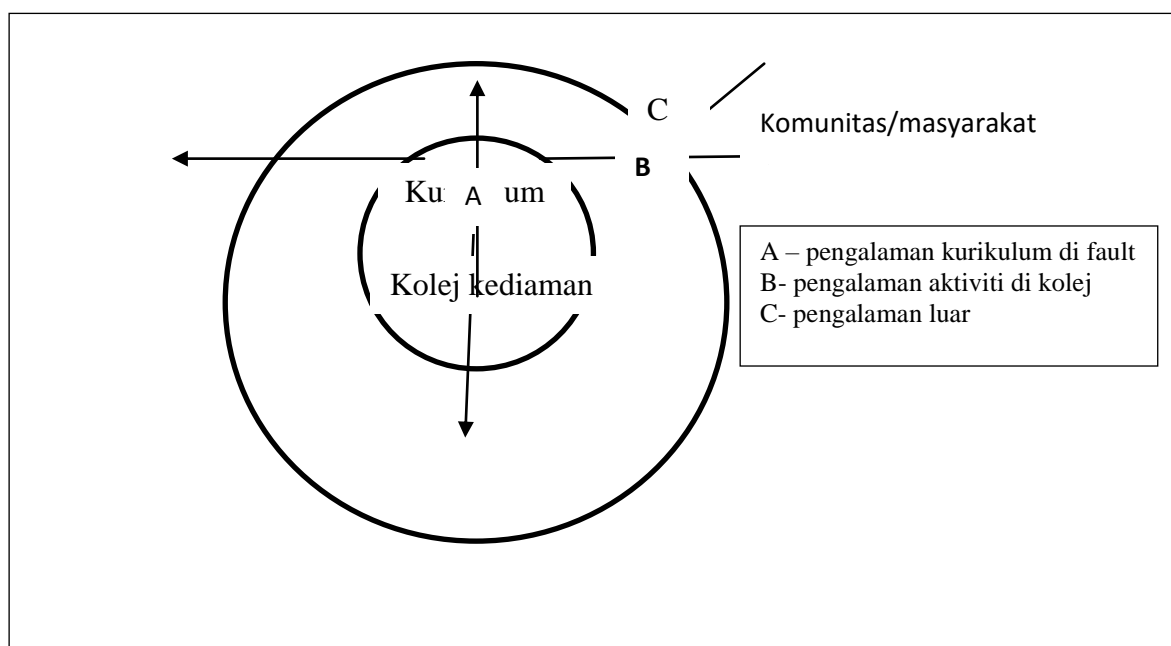 C
Komunitas/masyarakat
B
A
Kolej kediaman
A – pengalaman kurikulum di fault
B- pengalaman aktiviti di kolej
C- pengalaman luar